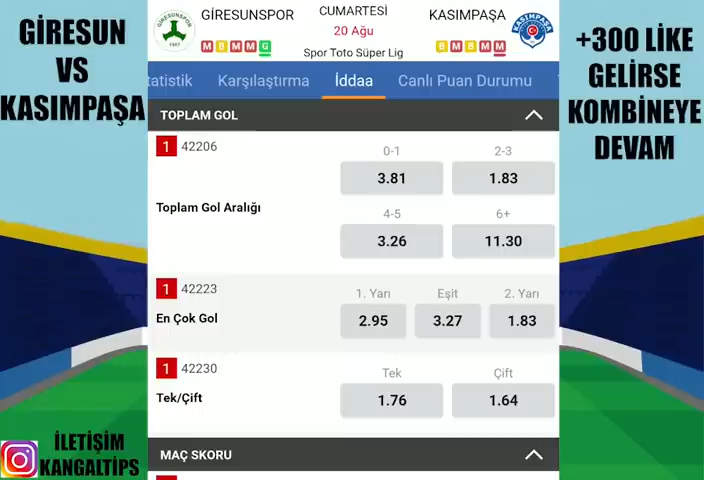 GİRESUN
VS
KASIMPAŞA
GİRESUNSPOR
CUMARTESİ
KASIMPAŞA
20 Ağu
B M M M G
Spor Toto Süper Lig
B M B M M
+300 LİKE
GELİRSE
KOMBİNEYE
DEVAM
tatistik Karşılaştırma İddaa Canlı Puan Durumu
TOPLAM GOL
1 42206
0-1 2-3
3.81 1.83
Toplam Gol Aralığı
4-5 6+
3.26 11.30
1 42223
1. Yarı Eşit 2. Yarı
En Çok Gol
2.95 3.27 1.83
1 42230
Tek Çift
Tek/Çift
1.76 1.64
MAÇ SKORU
İLETİŞİM
KANGALTİPS